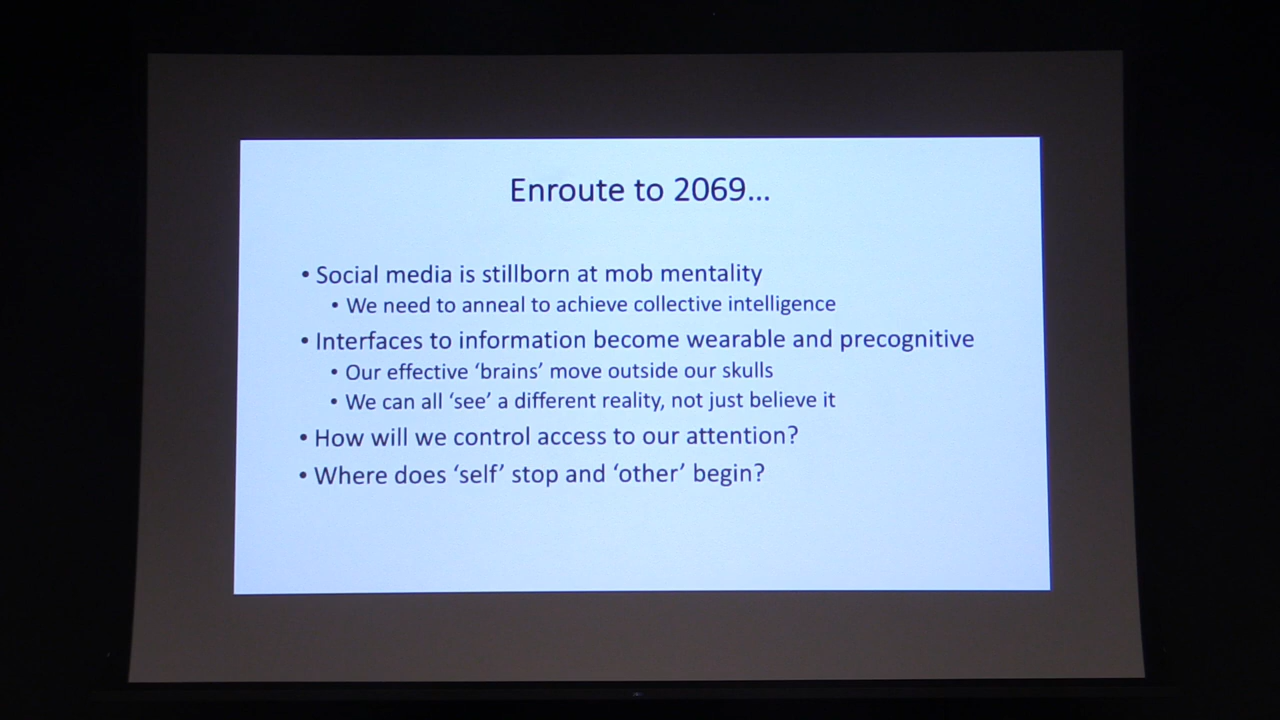 Enroute to 2069...
• Social media is stillborn at mob mentality
• We need to anneal to achieve collective intelligence
• Interfaces to information become wearable and precognitive
• Our effective ‘brains’ move outside our skulls
• We can all ‘see’ a different reality, not just believe it
• How will we control access to our attention?
• Where does ‘self’ stop and ‘other’ begin?